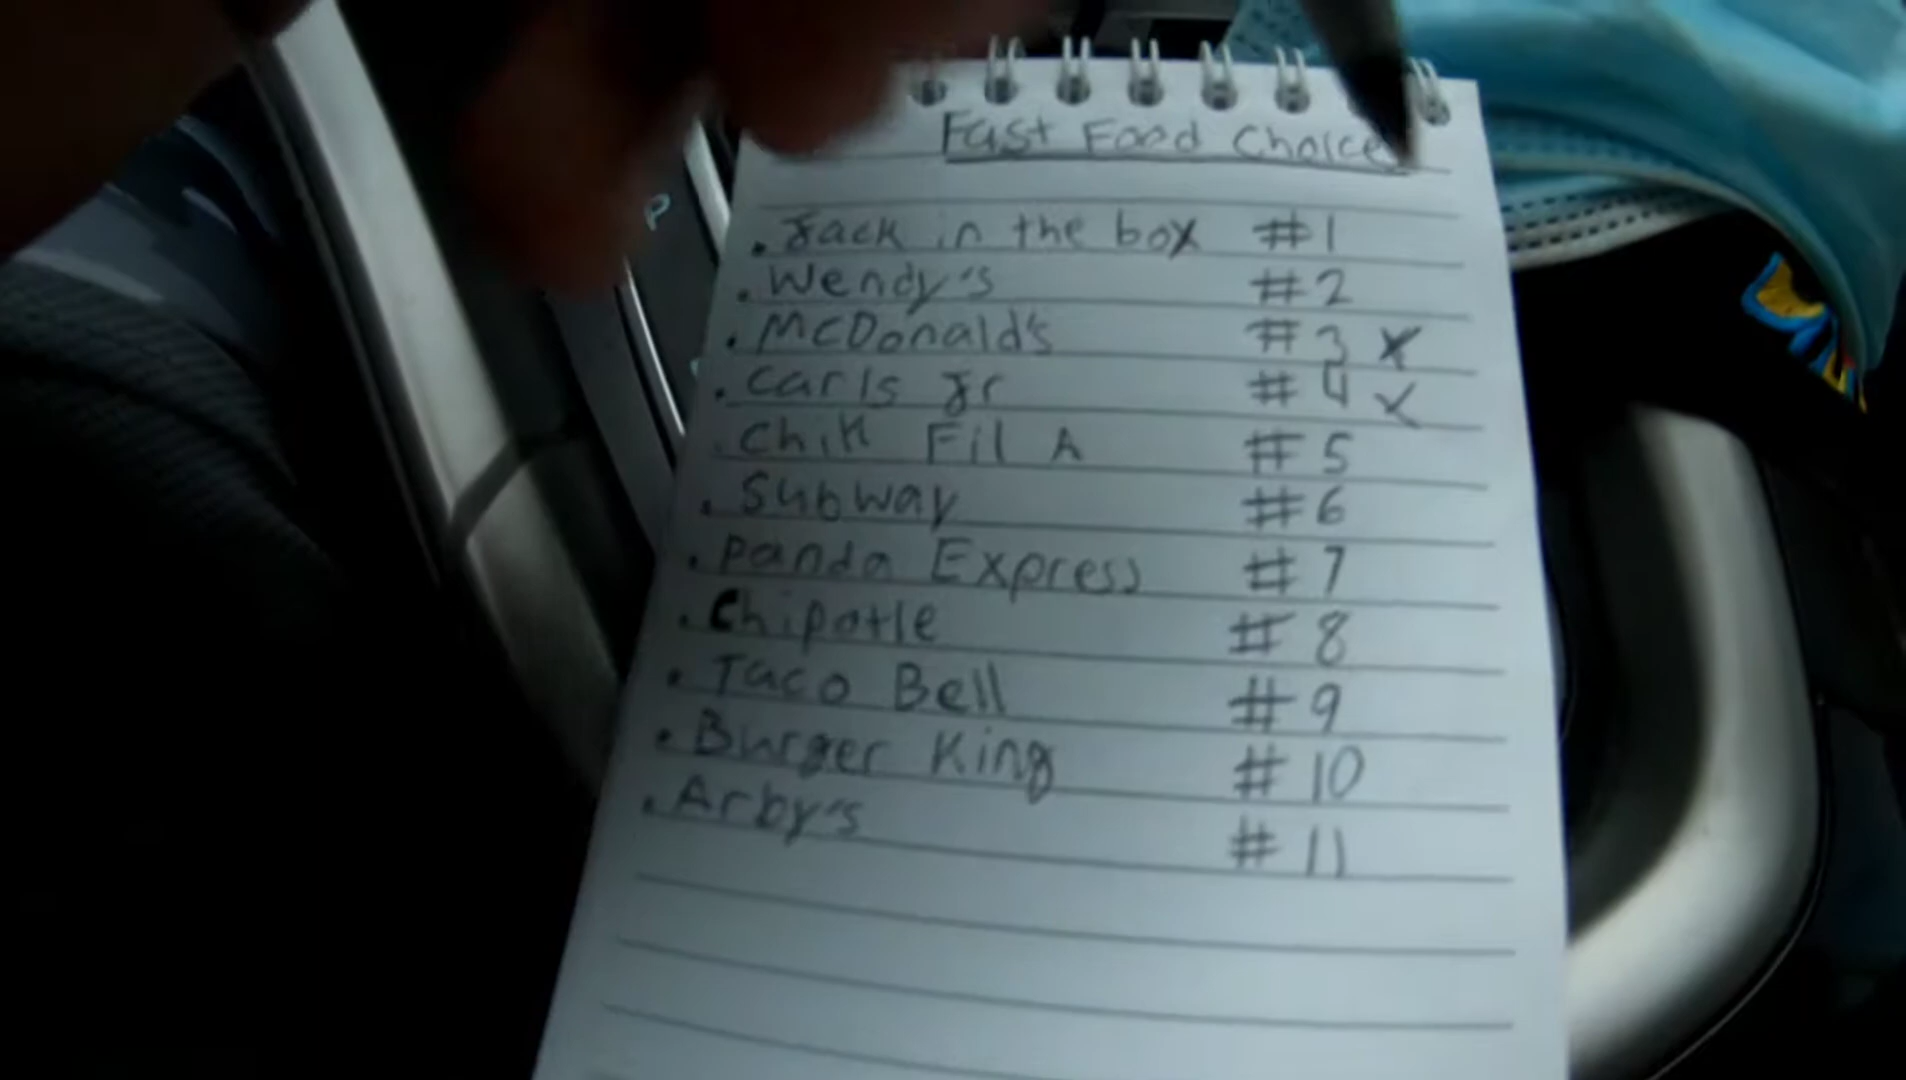 Fast Food Choices
. Jack in the box #1
. Wendy's #2
. McDonald's #3 x
. Carls Jr #4 ✓
. Chik Fil A #5
. Subway #6
. Panda Express #7
. Chipotle #8
. Taco Bell #9
. Burger King #10
. Arby's #11
P